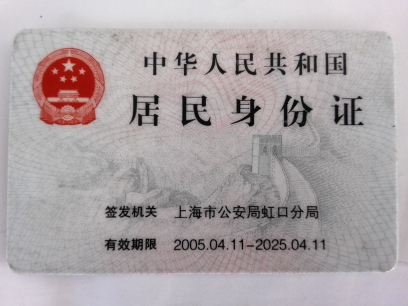 中华人民共和国
居民身份证
签发机关 上海市公安局虹口分局
有效期限 2005.04.11-2025.04.11